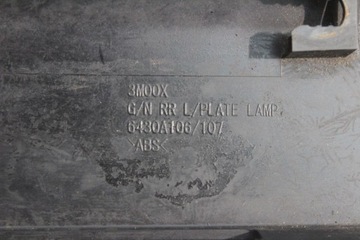 3M00X
G/N RR L/PLATE LAMP
6430A106/107
>ABS<